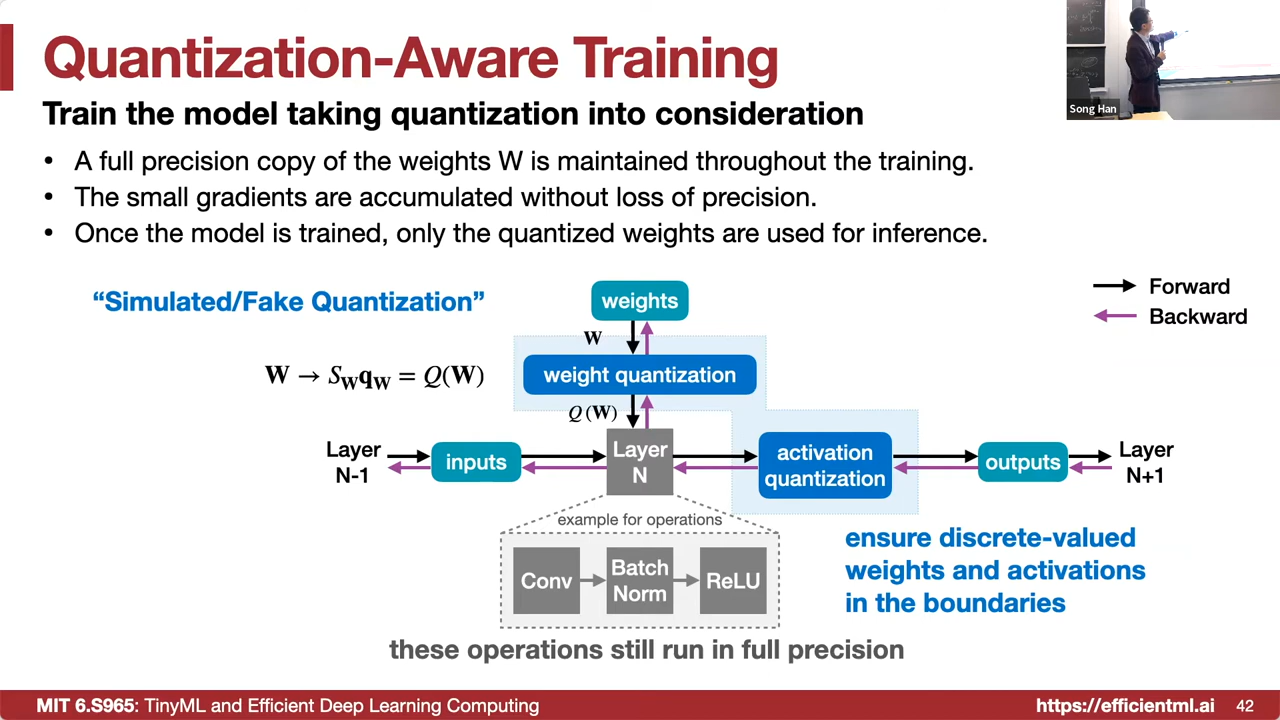 Quantization-Aware Training
Song Han
Train the model taking quantization into consideration
• A full precision copy of the weights W is maintained throughout the training.
• The small gradients are accumulated without loss of precision.
• Once the model is trained, only the quantized weights are used for inference.
“Simulated/Fake Quantization”
weights
Forward
Backward
W
W → S_W q_W = Q(W)
weight quantization
Q (W)
Layer
N-1
inputs
Layer
N
activation
quantization
outputs
Layer
N+1
example for operations
Conv
Batch
Norm
ReLU
ensure discrete-valued
weights and activations
in the boundaries
these operations still run in full precision
MIT 6.S965: TinyML and Efficient Deep Learning Computing
https://efficientml.ai
42